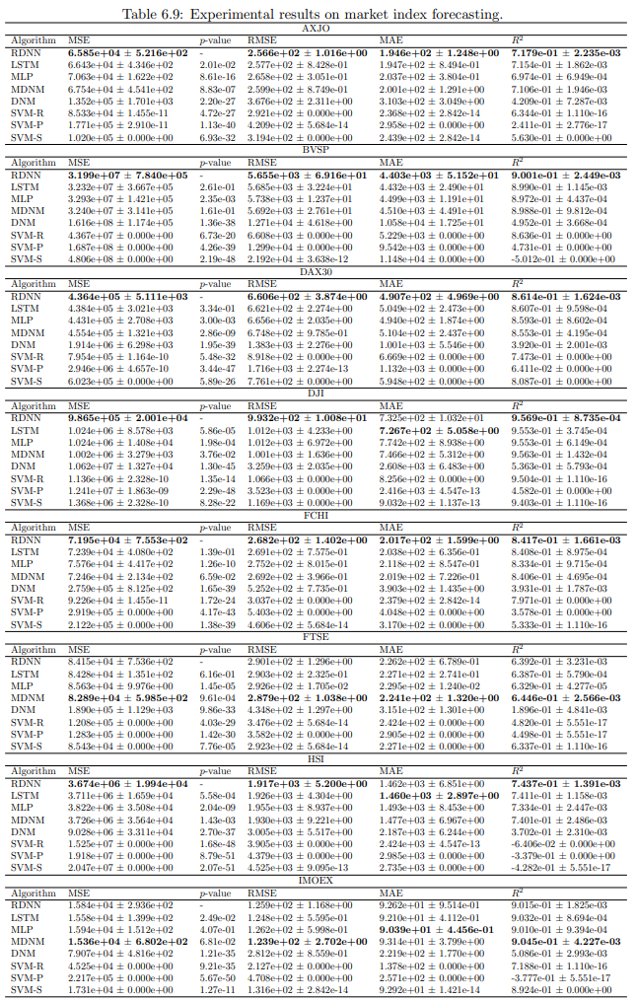 Table 6.9: Experimental results on market index forecasting.
AXJO
Algorithm MSE p-value RMSE MAE R²
RDNN 6.585e+04 ± 5.216e+02 - 2.566e+02 ± 1.016e+00 1.946e+02 ± 1.248e+00 7.179e-01 ± 2.235e-03
LSTM 6.643e+04 ± 4.346e+02 2.01e-02 2.577e+02 ± 8.428e-01 1.947e+02 ± 8.494e-01 7.154e-01 ± 1.862e-03
MLP 7.063e+04 ± 1.622e+02 8.61e-16 2.658e+02 ± 3.051e-01 2.037e+02 ± 3.804e-01 6.974e-01 ± 6.949e-04
MDNM 6.754e+04 ± 4.541e+02 8.83e-07 2.599e+02 ± 8.749e-01 2.001e+02 ± 1.291e+00 7.106e-01 ± 1.946e-03
DNM 1.352e+05 ± 1.701e+03 2.20e-27 3.676e+02 ± 2.311e+00 3.103e+02 ± 3.049e+00 4.209e-01 ± 7.287e-03
SVM-R 8.533e+04 ± 1.455e-11 4.72e-27 2.921e+02 ± 0.000e+00 2.368e+02 ± 2.842e-14 6.344e-01 ± 1.110e-16
SVM-P 1.771e+05 ± 2.910e-11 1.13e-40 4.209e+02 ± 5.684e-14 2.958e+02 ± 0.000e+00 2.411e-01 ± 2.776e-17
SVM-S 1.020e+05 ± 0.000e+00 6.93e-32 3.194e+02 ± 0.000e+00 2.439e+02 ± 2.842e-14 5.630e-01 ± 0.000e+00
BVSP
Algorithm MSE p-value RMSE MAE R²
RDNN 3.199e+07 ± 7.840e+05 - 5.655e+03 ± 6.916e+01 4.403e+03 ± 5.152e+01 9.001e-01 ± 2.449e-03
LSTM 3.232e+07 ± 3.667e+05 2.61e-01 5.685e+03 ± 3.224e+01 4.432e+03 ± 2.490e+01 8.990e-01 ± 1.145e-03
MLP 3.293e+07 ± 1.421e+05 2.35e-03 5.738e+03 ± 1.237e+01 4.499e+03 ± 1.191e+01 8.972e-01 ± 4.437e-04
MDNM 3.240e+07 ± 3.141e+05 1.61e-01 5.692e+03 ± 2.761e+01 4.510e+03 ± 4.491e+01 8.988e-01 ± 9.812e-04
DNM 1.616e+08 ± 1.174e+05 1.36e-38 1.271e+04 ± 4.618e+00 1.058e+04 ± 1.725e+01 4.952e-01 ± 3.668e-04
SVM-R 4.367e+07 ± 0.000e+00 6.73e-20 6.608e+03 ± 0.000e+00 5.229e+03 ± 0.000e+00 8.636e-01 ± 0.000e+00
SVM-P 1.687e+08 ± 0.000e+00 4.26e-39 1.299e+04 ± 0.000e+00 9.542e+03 ± 0.000e+00 4.731e-01 ± 0.000e+00
SVM-S 4.806e+08 ± 0.000e+00 2.19e-48 2.192e+04 ± 3.638e-12 1.148e+04 ± 0.000e+00 -5.012e-01 ± 0.000e+00
DAX30
Algorithm MSE p-value RMSE MAE R²
RDNN 4.364e+05 ± 5.111e+03 - 6.606e+02 ± 3.874e+00 4.907e+02 ± 4.969e+00 8.614e-01 ± 1.624e-03
LSTM 4.384e+05 ± 3.021e+03 3.34e-01 6.621e+02 ± 2.274e+00 5.049e+02 ± 2.473e+00 8.607e-01 ± 9.598e-04
MLP 4.431e+05 ± 2.708e+03 3.00e-03 6.656e+02 ± 2.035e+00 4.940e+02 ± 1.874e+00 8.593e-01 ± 8.602e-04
MDNM 4.554e+05 ± 1.321e+03 2.86e-09 6.748e+02 ± 9.785e-01 5.104e+02 ± 2.437e+00 8.553e-01 ± 4.195e-04
DNM 1.914e+06 ± 6.298e+03 1.95e-39 1.383e+03 ± 2.276e+00 1.001e+03 ± 5.546e+00 3.920e-01 ± 2.001e-03
SVM-R 7.954e+05 ± 1.164e-10 5.48e-32 8.918e+02 ± 0.000e+00 6.669e+02 ± 0.000e+00 7.473e-01 ± 0.000e+00
SVM-P 2.946e+06 ± 4.657e-10 3.44e-47 1.716e+03 ± 2.274e-13 1.132e+03 ± 0.000e+00 6.411e-02 ± 0.000e+00
SVM-S 6.023e+05 ± 0.000e+00 5.89e-26 7.761e+02 ± 0.000e+00 5.948e+02 ± 0.000e+00 8.087e-01 ± 0.000e+00
DJI
Algorithm MSE p-value RMSE MAE R²
RDNN 9.865e+05 ± 2.001e+04 - 9.932e+02 ± 1.008e+01 7.325e+02 ± 1.032e+01 9.569e-01 ± 8.735e-04
LSTM 1.024e+06 ± 8.578e+03 5.86e-05 1.012e+03 ± 4.233e+00 7.267e+02 ± 5.058e+00 9.553e-01 ± 3.745e-04
MLP 1.024e+06 ± 1.408e+04 1.98e-04 1.012e+03 ± 6.972e+00 7.742e+02 ± 8.938e+00 9.553e-01 ± 6.149e-04
MDNM 1.002e+06 ± 3.279e+03 3.76e-02 1.001e+03 ± 1.636e+00 7.466e+02 ± 5.312e+00 9.563e-01 ± 1.432e-04
DNM 1.062e+07 ± 1.327e+04 1.30e-45 3.259e+03 ± 2.035e+00 2.608e+03 ± 6.483e+00 5.363e-01 ± 5.793e-04
SVM-R 1.136e+06 ± 2.328e-10 1.35e-14 1.066e+03 ± 0.000e+00 8.256e+02 ± 0.000e+00 9.504e-01 ± 1.110e-16
SVM-P 1.241e+07 ± 1.863e-09 2.29e-48 3.523e+03 ± 0.000e+00 2.416e+03 ± 4.547e-13 4.582e-01 ± 0.000e+00
SVM-S 1.368e+06 ± 2.328e-10 8.28e-22 1.169e+03 ± 0.000e+00 9.032e+02 ± 1.137e-13 9.403e-01 ± 1.110e-16
FCHI
Algorithm MSE p-value RMSE MAE R²
RDNN 7.195e+04 ± 7.553e+02 - 2.682e+02 ± 1.402e+00 2.017e+02 ± 1.599e+00 8.417e-01 ± 1.661e-03
LSTM 7.239e+04 ± 4.080e+02 1.39e-01 2.691e+02 ± 7.575e-01 2.038e+02 ± 6.356e-01 8.408e-01 ± 8.975e-04
MLP 7.576e+04 ± 4.417e+02 1.26e-10 2.752e+02 ± 8.015e-01 2.118e+02 ± 8.547e-01 8.334e-01 ± 9.715e-04
MDNM 7.246e+04 ± 2.134e+02 6.59e-02 2.692e+02 ± 3.966e-01 2.019e+02 ± 7.226e-01 8.406e-01 ± 4.695e-04
DNM 2.759e+05 ± 8.125e+02 1.65e-39 5.252e+02 ± 7.735e-01 3.903e+02 ± 1.435e+00 3.931e-01 ± 1.787e-03
SVM-R 9.226e+04 ± 1.455e-11 1.72e-24 3.037e+02 ± 0.000e+00 2.379e+02 ± 2.842e-14 7.971e-01 ± 0.000e+00
SVM-P 2.919e+05 ± 0.000e+00 4.17e-43 5.403e+02 ± 0.000e+00 4.048e+02 ± 0.000e+00 3.578e-01 ± 0.000e+00
SVM-S 2.122e+05 ± 0.000e+00 1.38e-39 4.606e+02 ± 5.684e-14 3.170e+02 ± 0.000e+00 5.333e-01 ± 1.110e-16
FTSE
Algorithm MSE p-value RMSE MAE R²
RDNN 8.415e+04 ± 7.536e+02 - 2.901e+02 ± 1.296e+00 2.262e+02 ± 6.789e-01 6.392e-01 ± 3.231e-03
LSTM 8.428e+04 ± 1.351e+02 6.16e-01 2.903e+02 ± 2.325e-01 2.271e+02 ± 2.741e-01 6.387e-01 ± 5.790e-04
MLP 8.563e+04 ± 9.976e+00 1.45e-05 2.926e+02 ± 1.705e-02 2.295e+02 ± 1.240e-02 6.329e-01 ± 4.277e-05
MDNM 8.289e+04 ± 5.985e+02 9.61e-04 2.879e+02 ± 1.038e+00 2.241e+02 ± 1.320e+00 6.446e-01 ± 2.566e-03
DNM 1.890e+05 ± 1.129e+03 9.86e-33 4.348e+02 ± 1.297e+00 3.151e+02 ± 1.301e+00 1.896e-01 ± 4.841e-03
SVM-R 1.208e+05 ± 0.000e+00 4.03e-29 3.476e+02 ± 5.684e-14 2.424e+02 ± 0.000e+00 4.820e-01 ± 5.551e-17
SVM-P 1.283e+05 ± 0.000e+00 1.42e-30 3.582e+02 ± 0.000e+00 2.905e+02 ± 0.000e+00 4.498e-01 ± 5.551e-17
SVM-S 8.543e+04 ± 0.000e+00 7.76e-05 2.923e+02 ± 5.684e-14 2.271e+02 ± 0.000e+00 6.337e-01 ± 1.110e-16
HSI
Algorithm MSE p-value RMSE MAE R²
RDNN 3.674e+06 ± 1.994e+04 - 1.917e+03 ± 5.200e+00 1.462e+03 ± 6.851e+00 7.437e-01 ± 1.391e-03
LSTM 3.711e+06 ± 1.659e+04 5.58e-04 1.926e+03 ± 4.304e+00 1.460e+03 ± 2.897e+00 7.411e-01 ± 1.158e-03
MLP 3.822e+06 ± 3.508e+04 2.04e-09 1.955e+03 ± 8.937e+00 1.493e+03 ± 8.453e+00 7.334e-01 ± 2.447e-03
MDNM 3.726e+06 ± 3.564e+04 1.43e-03 1.930e+03 ± 9.221e+00 1.477e+03 ± 6.967e+00 7.401e-01 ± 2.486e-03
DNM 9.028e+06 ± 3.311e+04 2.70e-37 3.005e+03 ± 5.517e+00 2.187e+03 ± 6.244e+00 3.702e-01 ± 2.310e-03
SVM-R 1.525e+07 ± 0.000e+00 1.68e-48 3.905e+03 ± 0.000e+00 2.424e+03 ± 4.547e-13 -6.406e-02 ± 0.000e+00
SVM-P 1.918e+07 ± 0.000e+00 8.79e-51 4.379e+03 ± 0.000e+00 2.985e+03 ± 0.000e+00 -3.379e-01 ± 0.000e+00
SVM-S 2.047e+07 ± 0.000e+00 2.07e-51 4.525e+03 ± 9.095e-13 2.735e+03 ± 0.000e+00 -4.282e-01 ± 5.551e-17
IMOEX
Algorithm MSE p-value RMSE MAE R²
RDNN 1.584e+04 ± 2.936e+02 - 1.259e+02 ± 1.168e+00 9.262e+01 ± 9.514e-01 9.015e-01 ± 1.825e-03
LSTM 1.558e+04 ± 1.399e+02 2.49e-02 1.248e+02 ± 5.595e-01 9.210e+01 ± 4.112e-01 9.032e-01 ± 8.694e-04
MLP 1.594e+04 ± 1.512e+02 4.07e-01 1.262e+02 ± 5.998e-01 9.039e+01 ± 4.456e-01 9.010e-01 ± 9.394e-04
MDNM 1.536e+04 ± 6.802e+02 6.81e-02 1.239e+02 ± 2.702e+00 9.314e+01 ± 3.799e+00 9.045e-01 ± 4.227e-03
DNM 7.907e+04 ± 4.816e+02 1.21e-35 2.812e+02 ± 8.559e-01 2.219e+02 ± 1.770e+00 5.086e-01 ± 2.993e-03
SVM-R 4.525e+04 ± 0.000e+00 9.21e-35 2.127e+02 ± 0.000e+00 1.378e+02 ± 0.000e+00 7.188e-01 ± 1.110e-16
SVM-P 2.217e+05 ± 0.000e+00 5.67e-50 4.708e+02 ± 0.000e+00 2.571e+02 ± 0.000e+00 -3.777e-01 ± 5.551e-17
SVM-S 1.731e+04 ± 0.000e+00 1.27e-11 1.316e+02 ± 2.842e-14 9.292e+01 ± 1.421e-14 8.924e-01 ± 0.000e+00